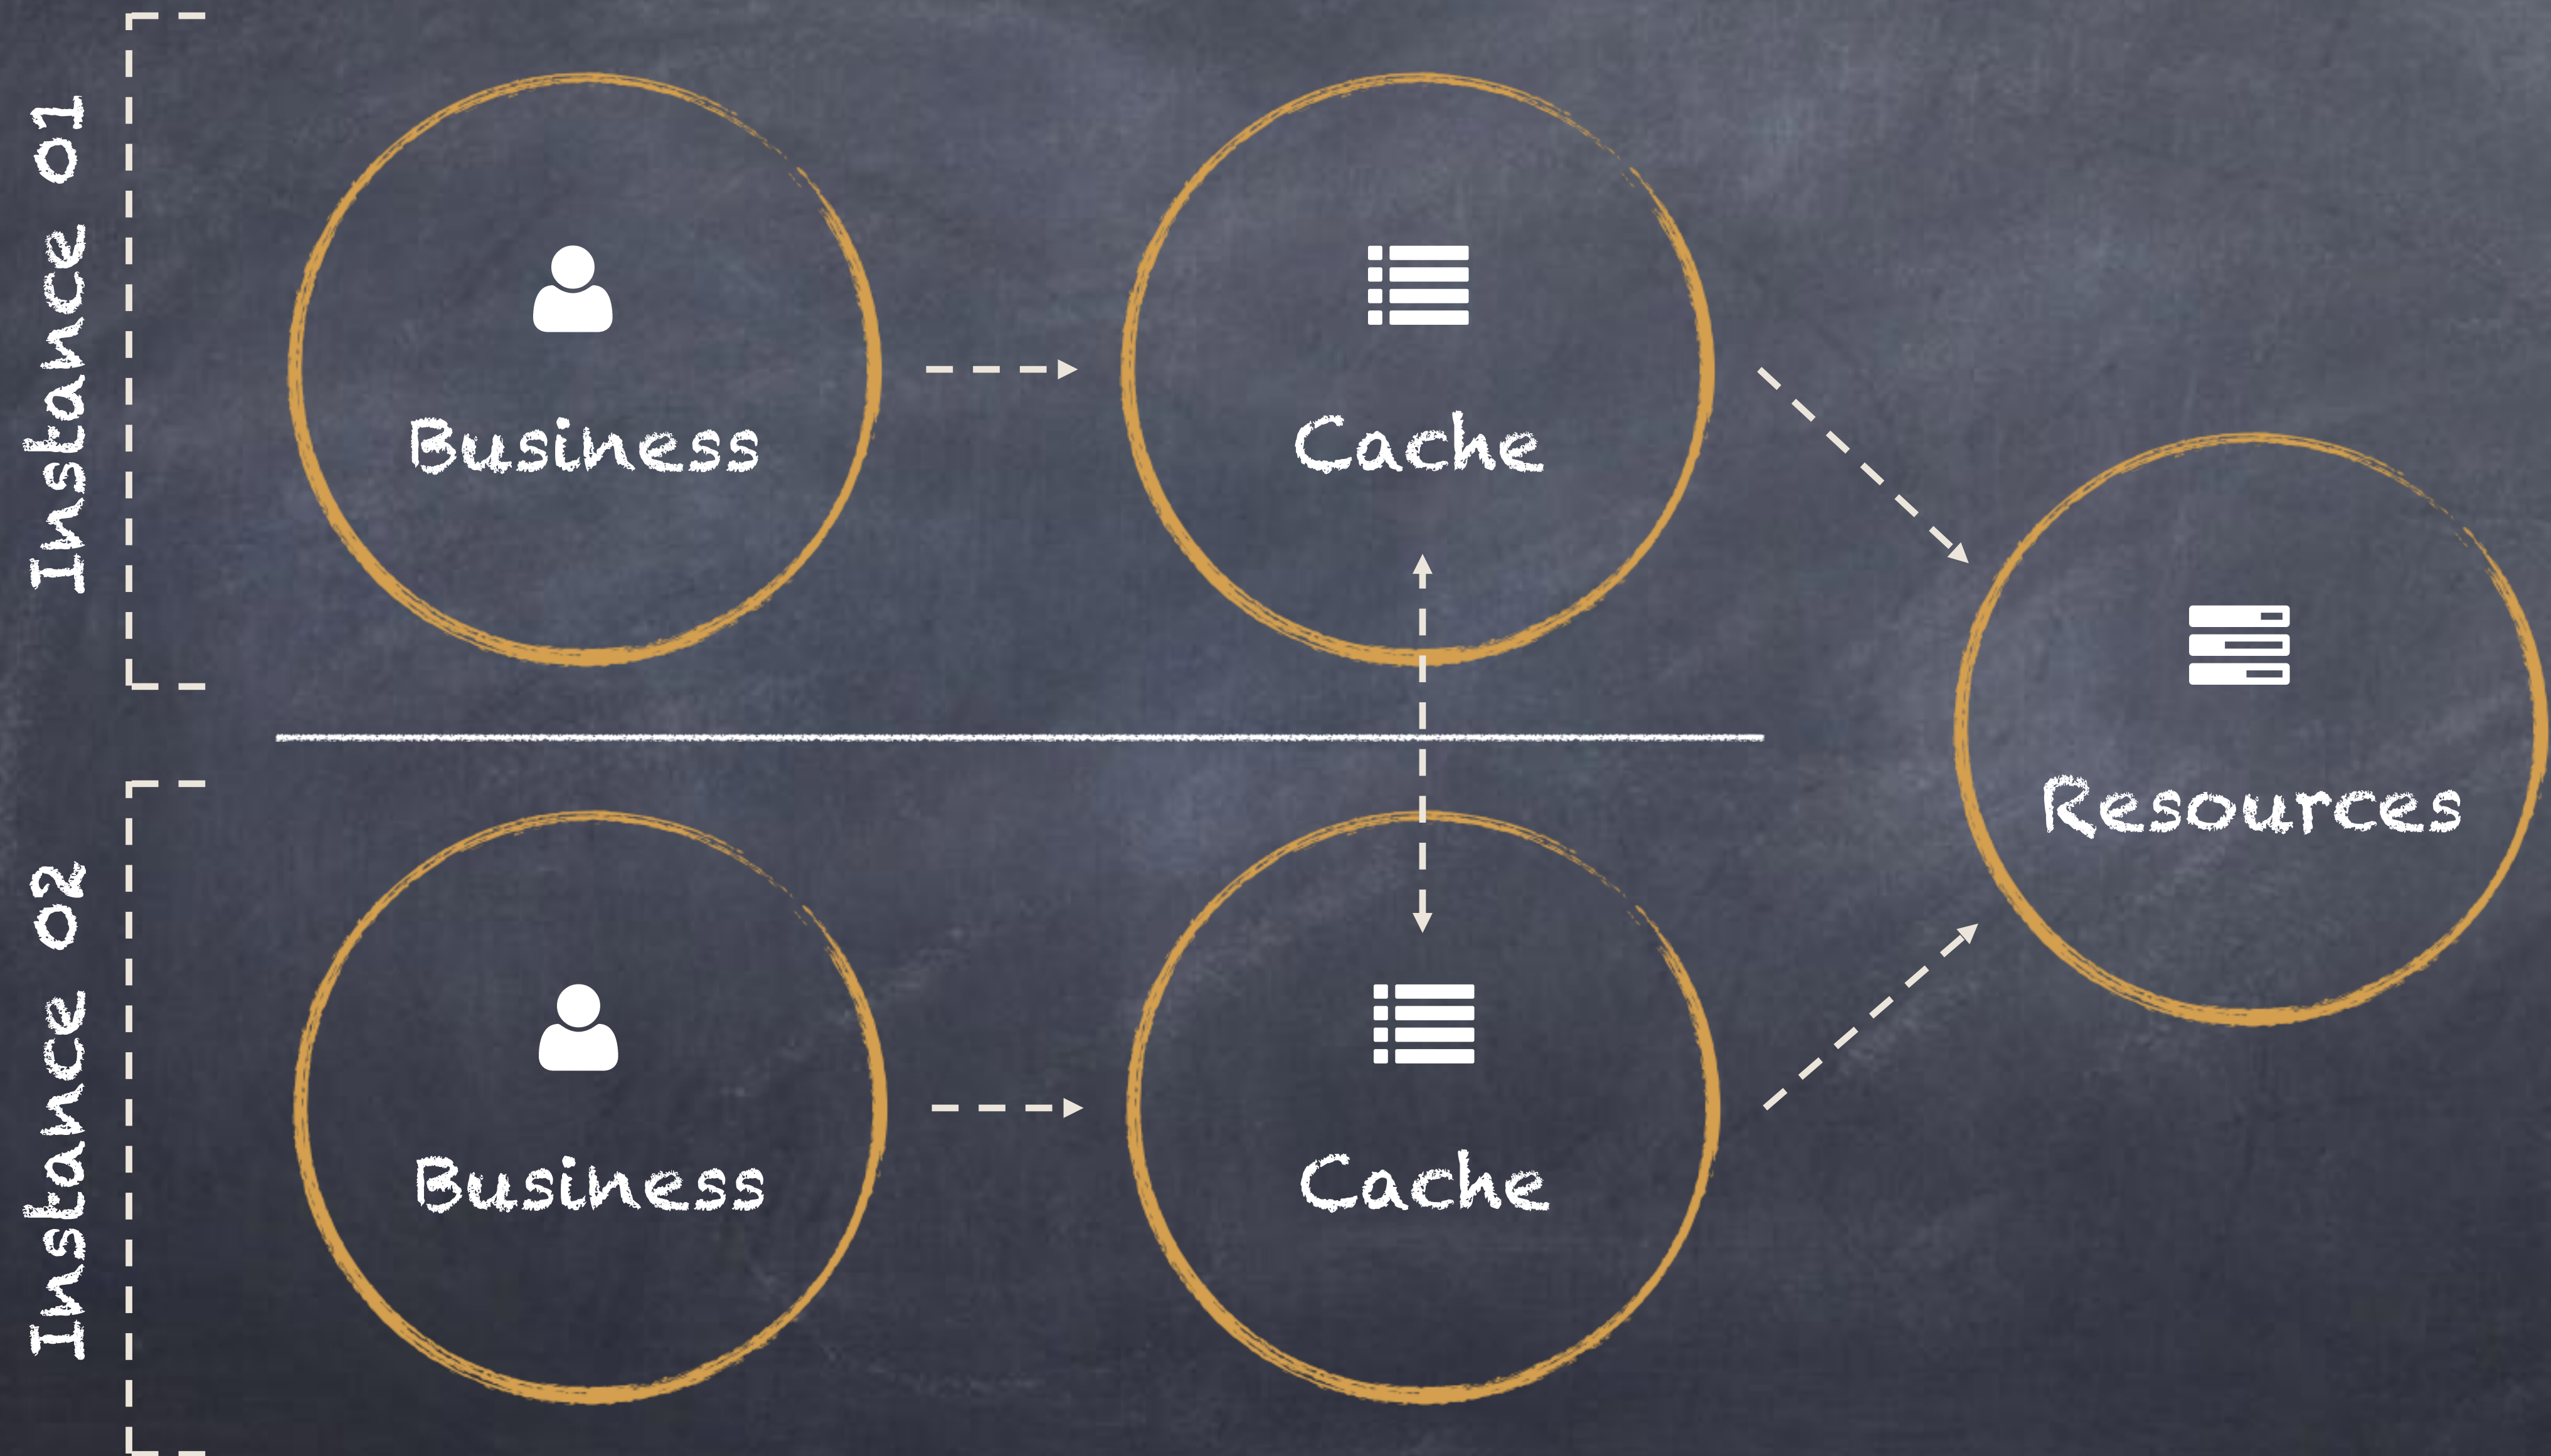 Instance 01
Business
Cache
Resources
Instance 02
Business
Cache